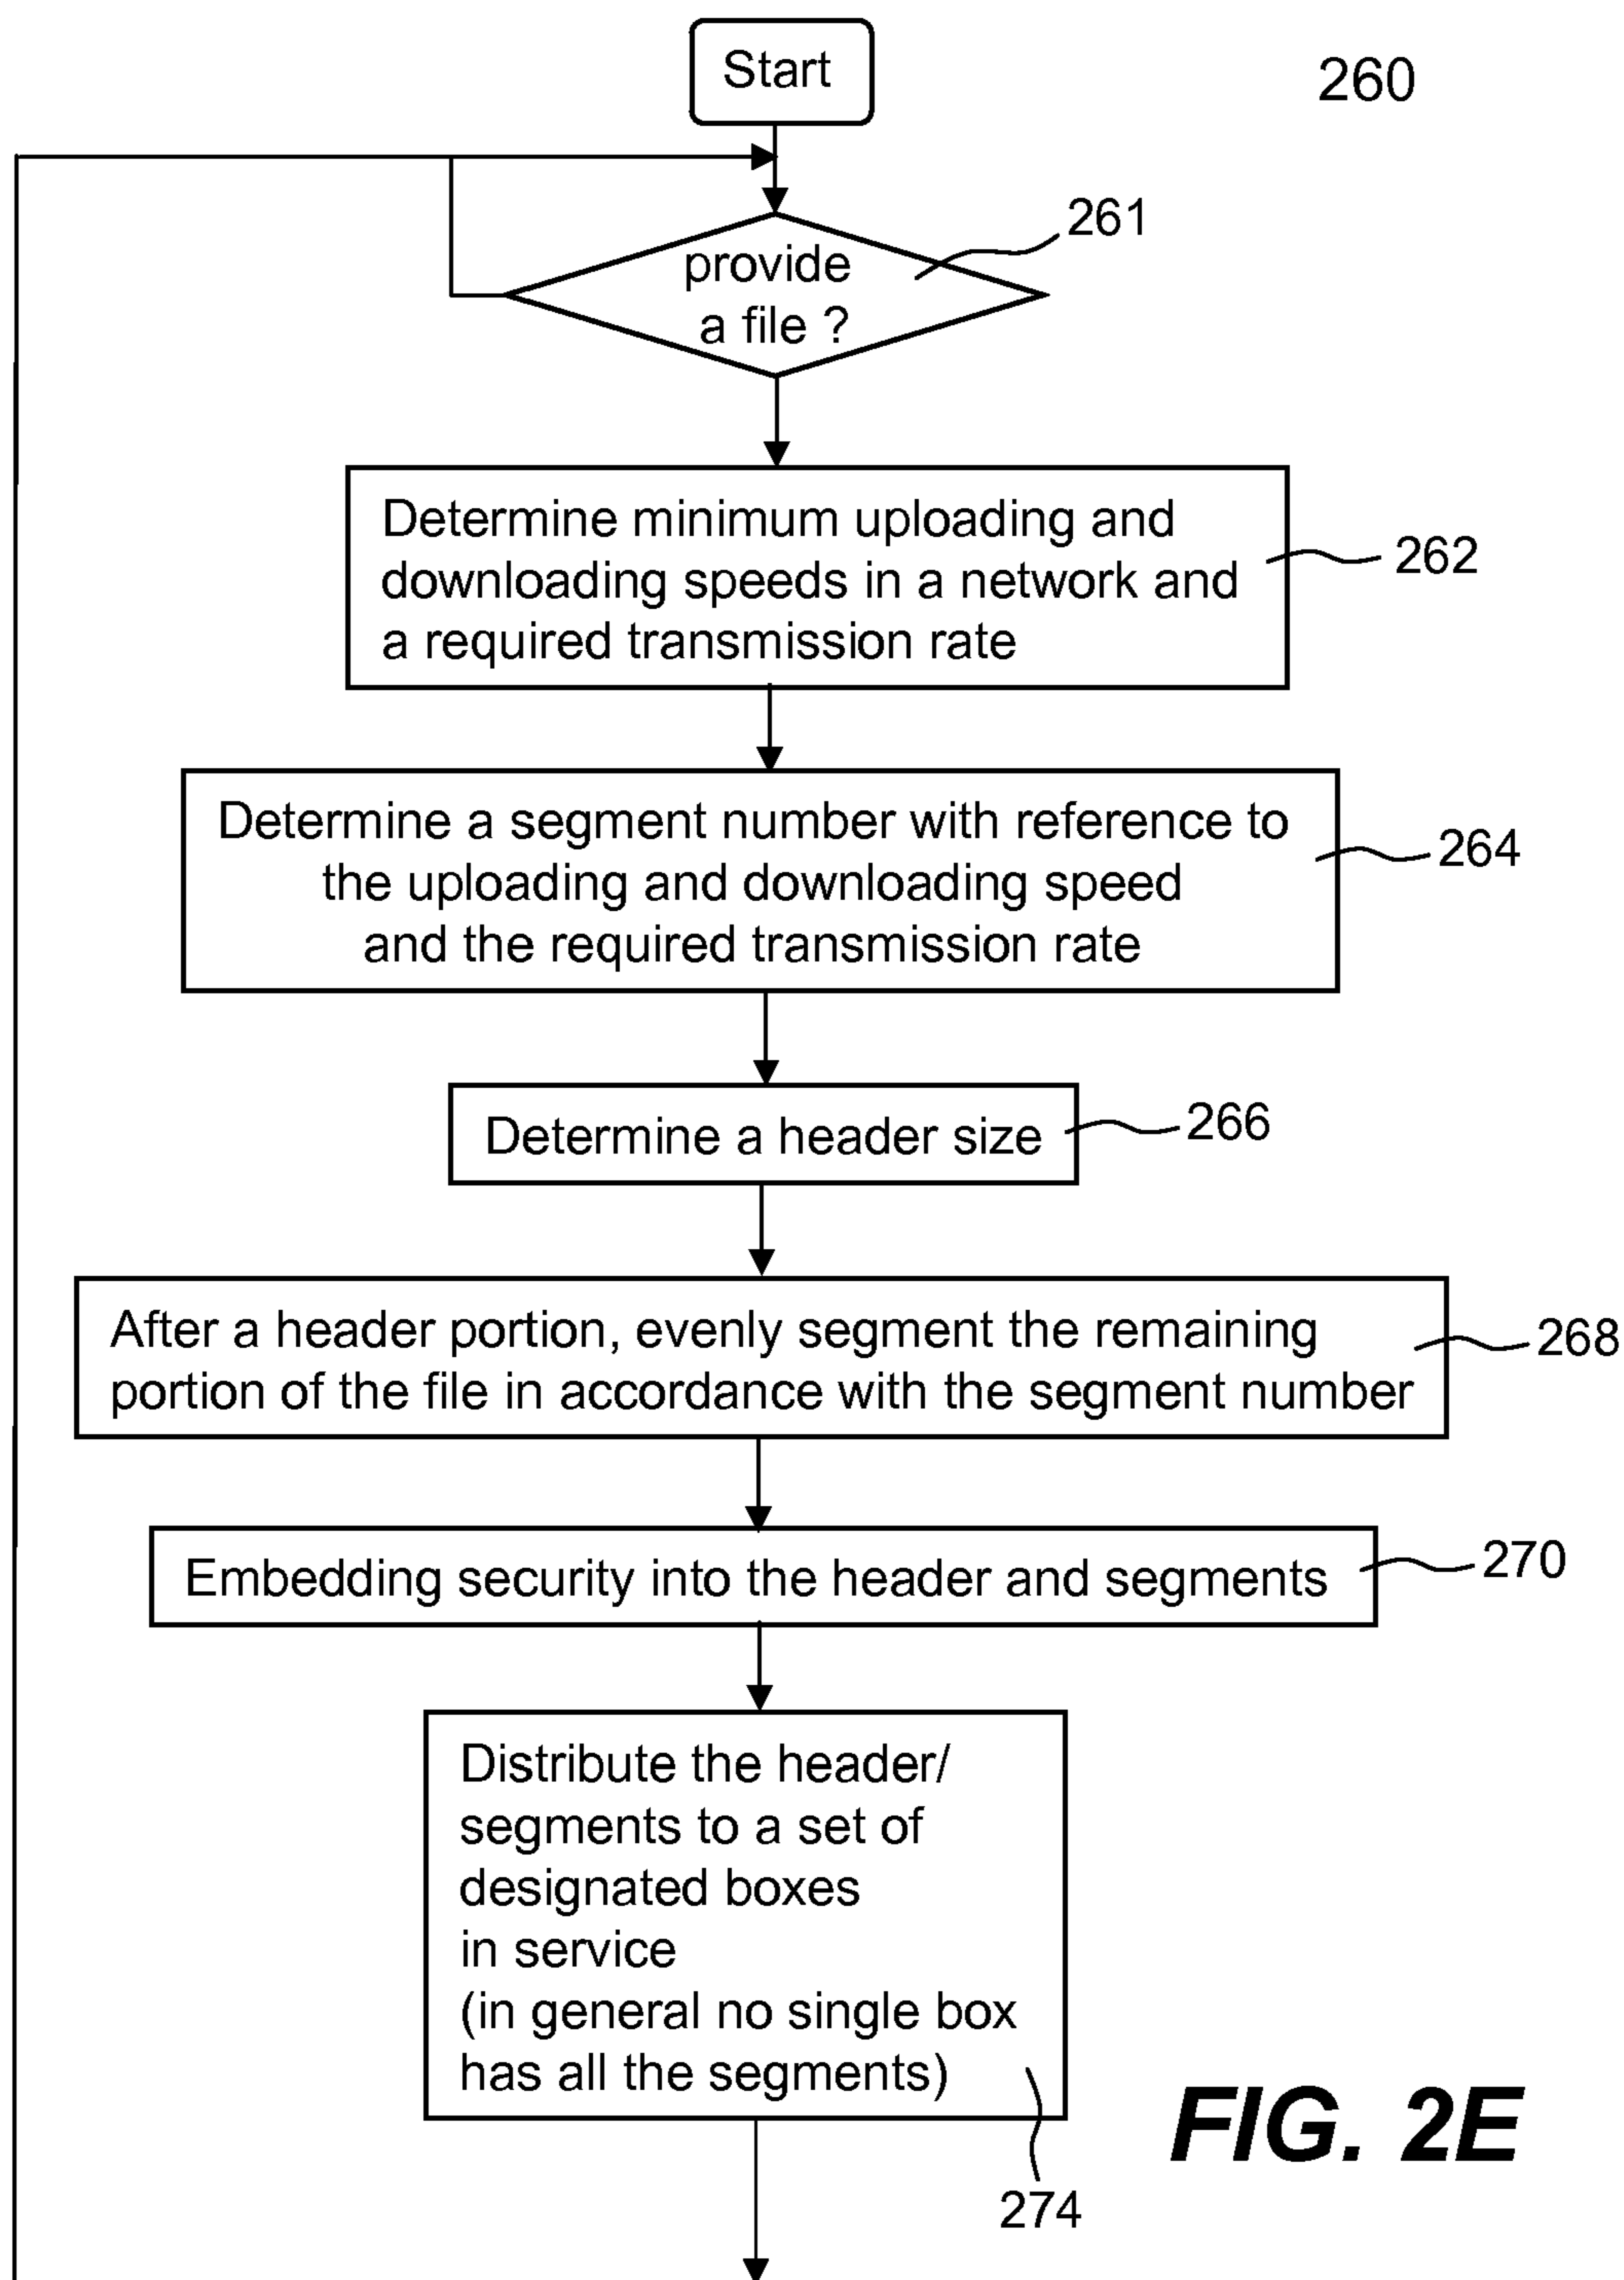 Start
260
provide
a file ?
261
Determine minimum uploading and
downloading speeds in a network and
a required transmission rate
262
Determine a segment number with reference to
the uploading and downloading speed
and the required transmission rate
264
Determine a header size
266
After a header portion, evenly segment the remaining
portion of the file in accordance with the segment number
268
Embedding security into the header and segments
270
Distribute the header/
segments to a set of
designated boxes
in service
(in general no single box
has all the segments)
274
FIG. 2E